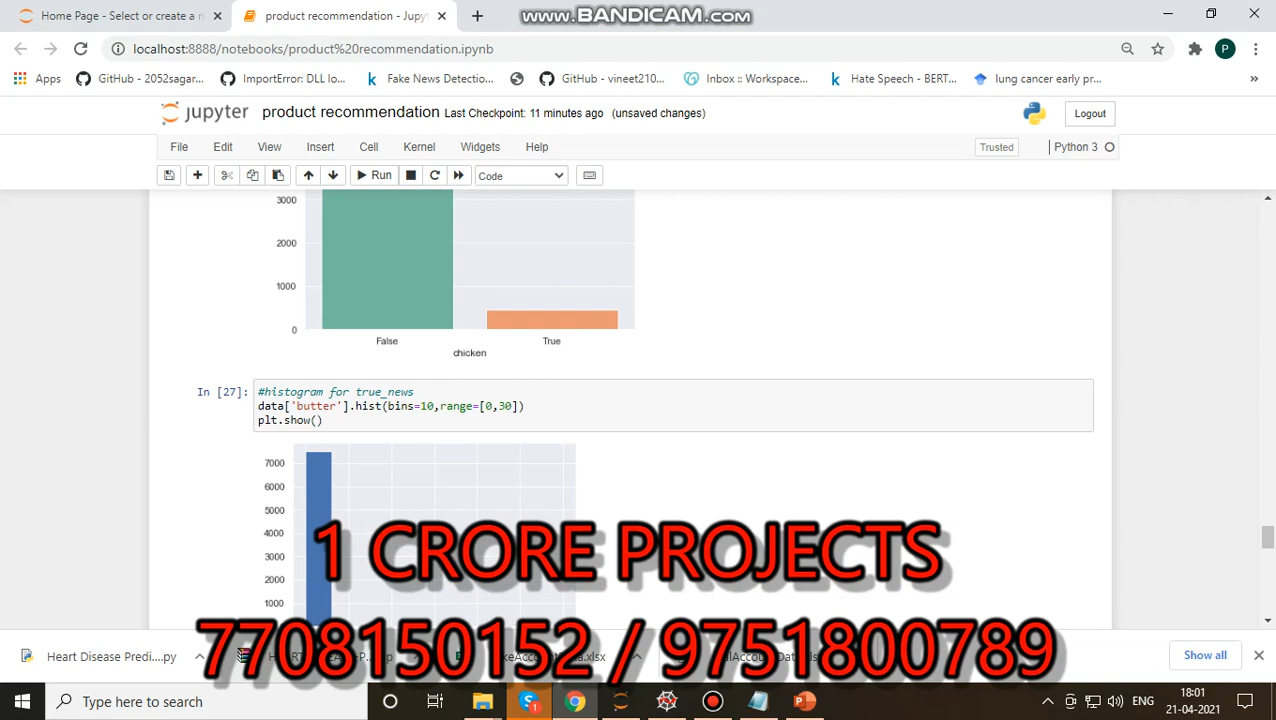 www.BANDICAM.com
Home Page - Select or create a n
product recommendation - Jupyt
localhost:8888/notebooks/product%20recommendation.ipynb
P
Apps
GitHub - 2052sagar...
ImportError: DLL lo...
Fake News Detectio...
GitHub - vineet210...
Inbox :: Workspace...
Hate Speech - BERT...
lung cancer early pr...
»
jupyter product recommendation Last Checkpoint: 11 minutes ago (unsaved changes)
Logout
File Edit View Insert Cell Kernel Widgets Help
Trusted
Python 3
Run
Code
3000
2000
1000
0
False True
chicken
In [27]:
#histogram for true_news
data['butter'].hist(bins=10,range=[0,30])
plt.show()
7000
6000
5000
4000
3000
2000
1000
1 CRORE PROJECTS
7708150152 / 9751800789
Heart Disease Predi....py
Show all
Type here to search
ENG
18:01
21-04-2021